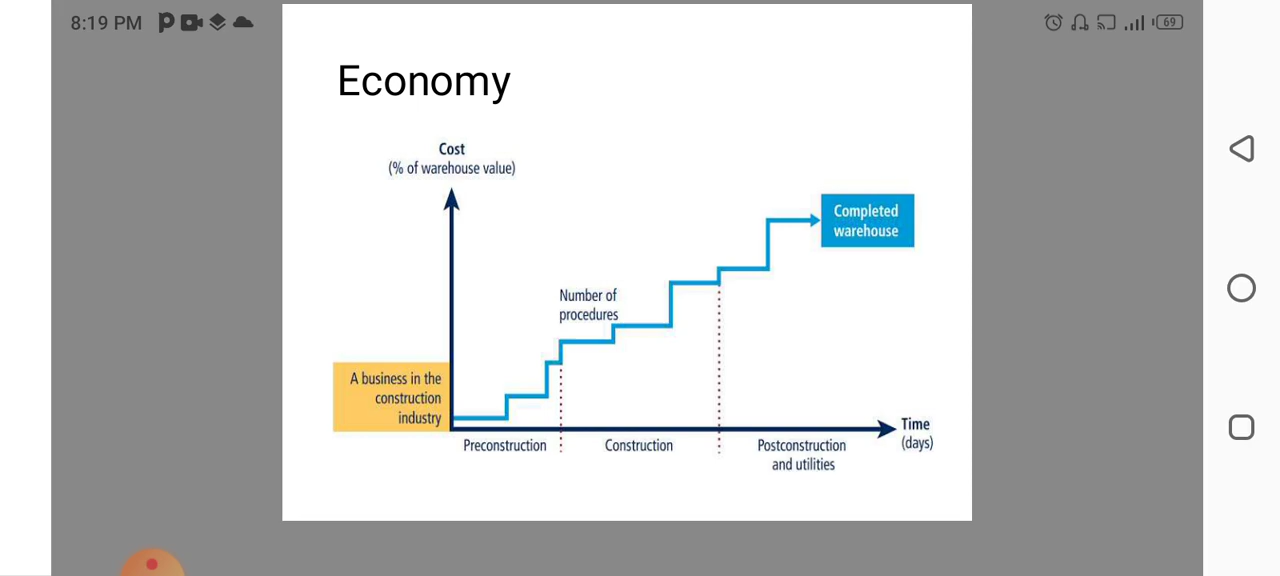 8:19 PM
69
Economy
Cost
(% of warehouse value)
Completed
warehouse
Number of
procedures
A business in the
construction
industry
Time
(days)
Preconstruction
Construction
Postconstruction
and utilities